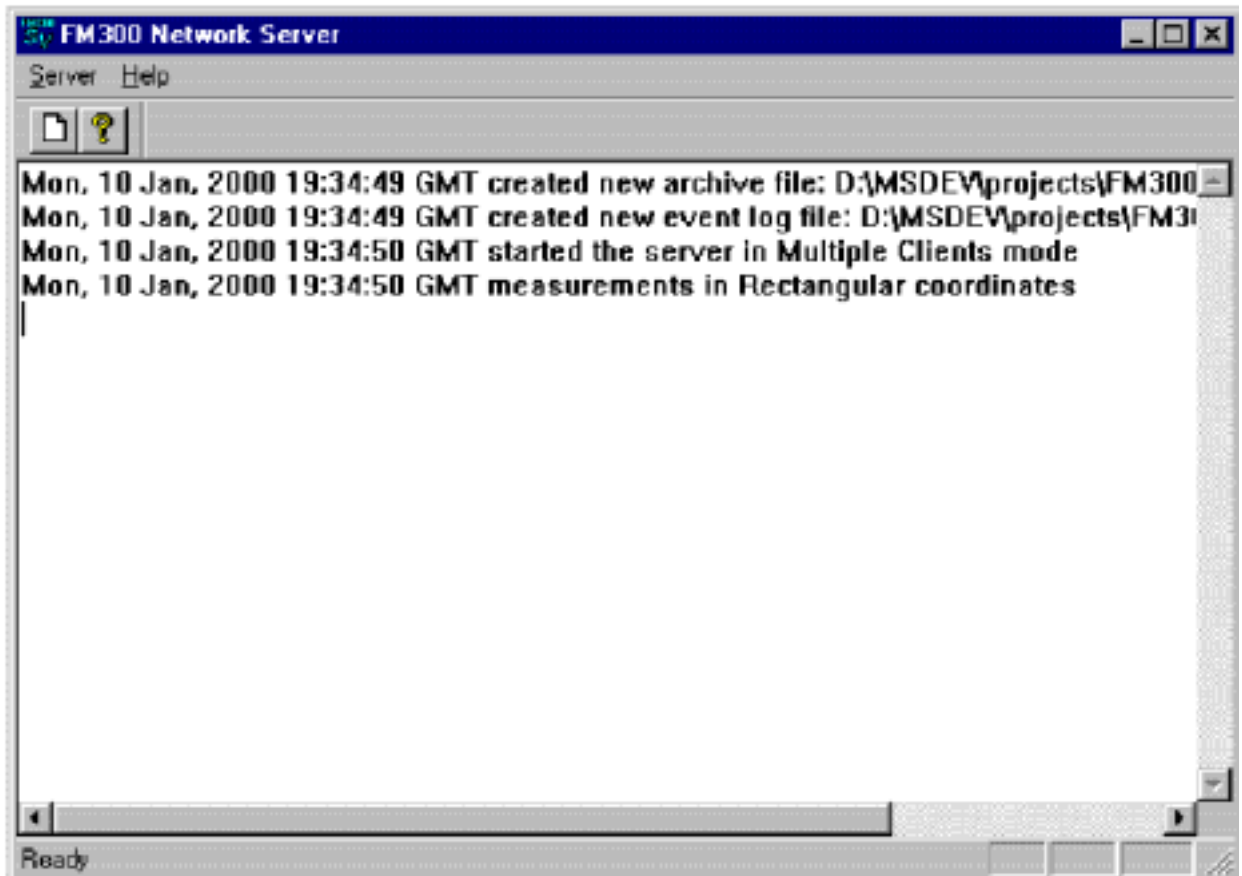 FM300 Network Server
Server Help
Mon, 10 Jan, 2000 19:34:49 GMT created new archive file: D:\MSDEV\projects\FM300
Mon, 10 Jan, 2000 19:34:49 GMT created new event log file: D:\MSDEV\projects\FM3
Mon, 10 Jan, 2000 19:34:50 GMT started the server in Multiple Clients mode
Mon, 10 Jan, 2000 19:34:50 GMT measurements in Rectangular coordinates
Ready